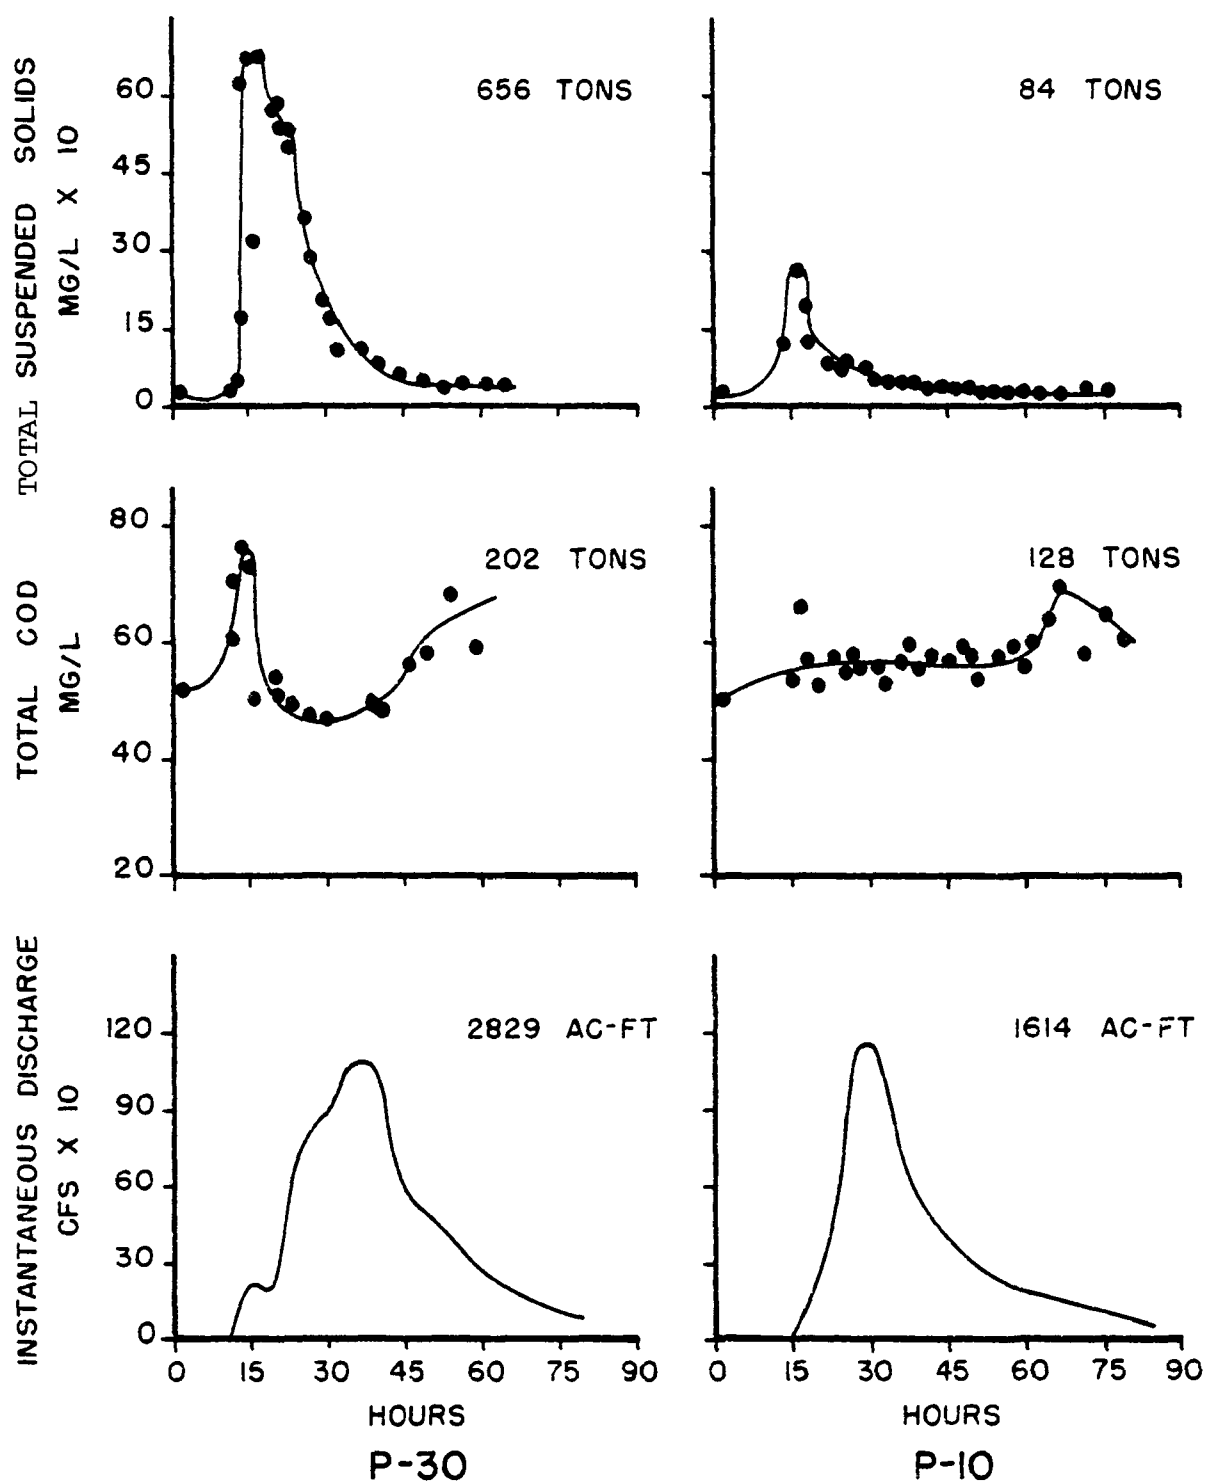 TOTAL SUSPENDED SOLIDS
MG/L X 10
60
45
30
15
0
656 TONS
84 TONS
TOTAL COD
MG/L
80
60
40
20
202 TONS
128 TONS
INSTANTANEOUS DISCHARGE
CFS X 10
120
90
60
30
0
2829 AC-FT
1614 AC-FT
0 15 30 45 60 75 90
0 15 30 45 60 75 90
HOURS
HOURS
P-30
P-10